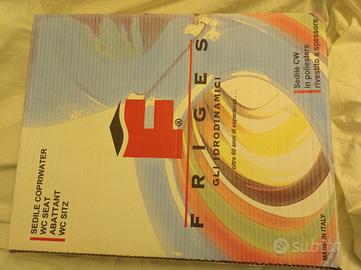 SEDILE COPRIWATER
WC SEAT
ABATTANT
WC SITZ
®
FRIGES
GLI IDRODINAMICI
oltre 60 anni di esperienza...
Sedile CW
in poliestere
rivestito a spessore
MADE IN ITALY
subito